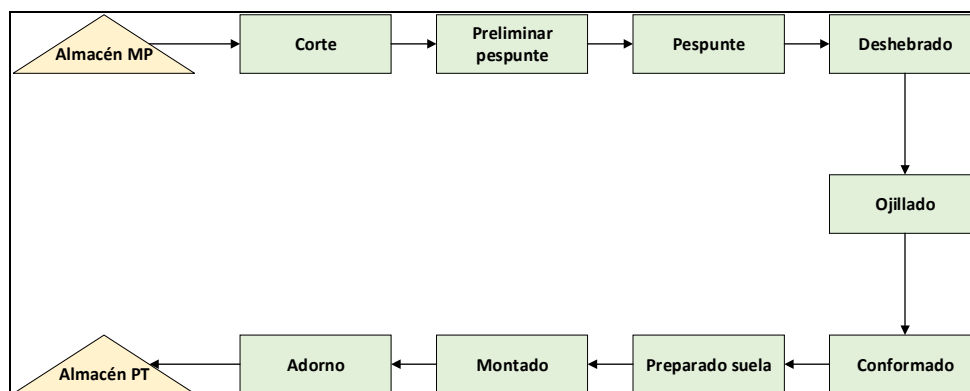 Almacén MP
Corte
Preliminar
pespunte
Pespunte
Deshebrado
Ojillado
Conformado
Preparado suela
Montado
Adorno
Almacén PT